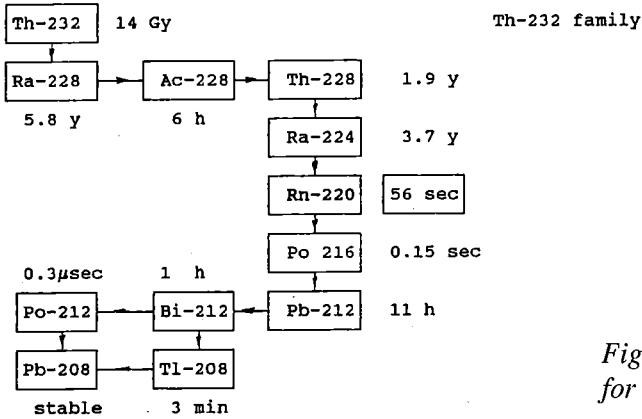 Th-232 14 Gy Th-232 family
Ra-228 Ac-228 Th-228 1.9 y
5.8 y 6 h
Ra-224 3.7 y
Rn-220 56 sec
Po 216 0.15 sec
0.3μsec 1 h
Po-212 Bi-212 Pb-212 11 h
Pb-208 Tl-208
stable 3 min
Fig
for